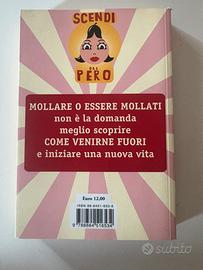 SCENDI
DAL
PERO
MOLLARE O ESSERE MOLLATI
non è la domanda
meglio scoprire
COME VENIRNE FUORI
e iniziare una nuova vita
Euro 12,00
subito